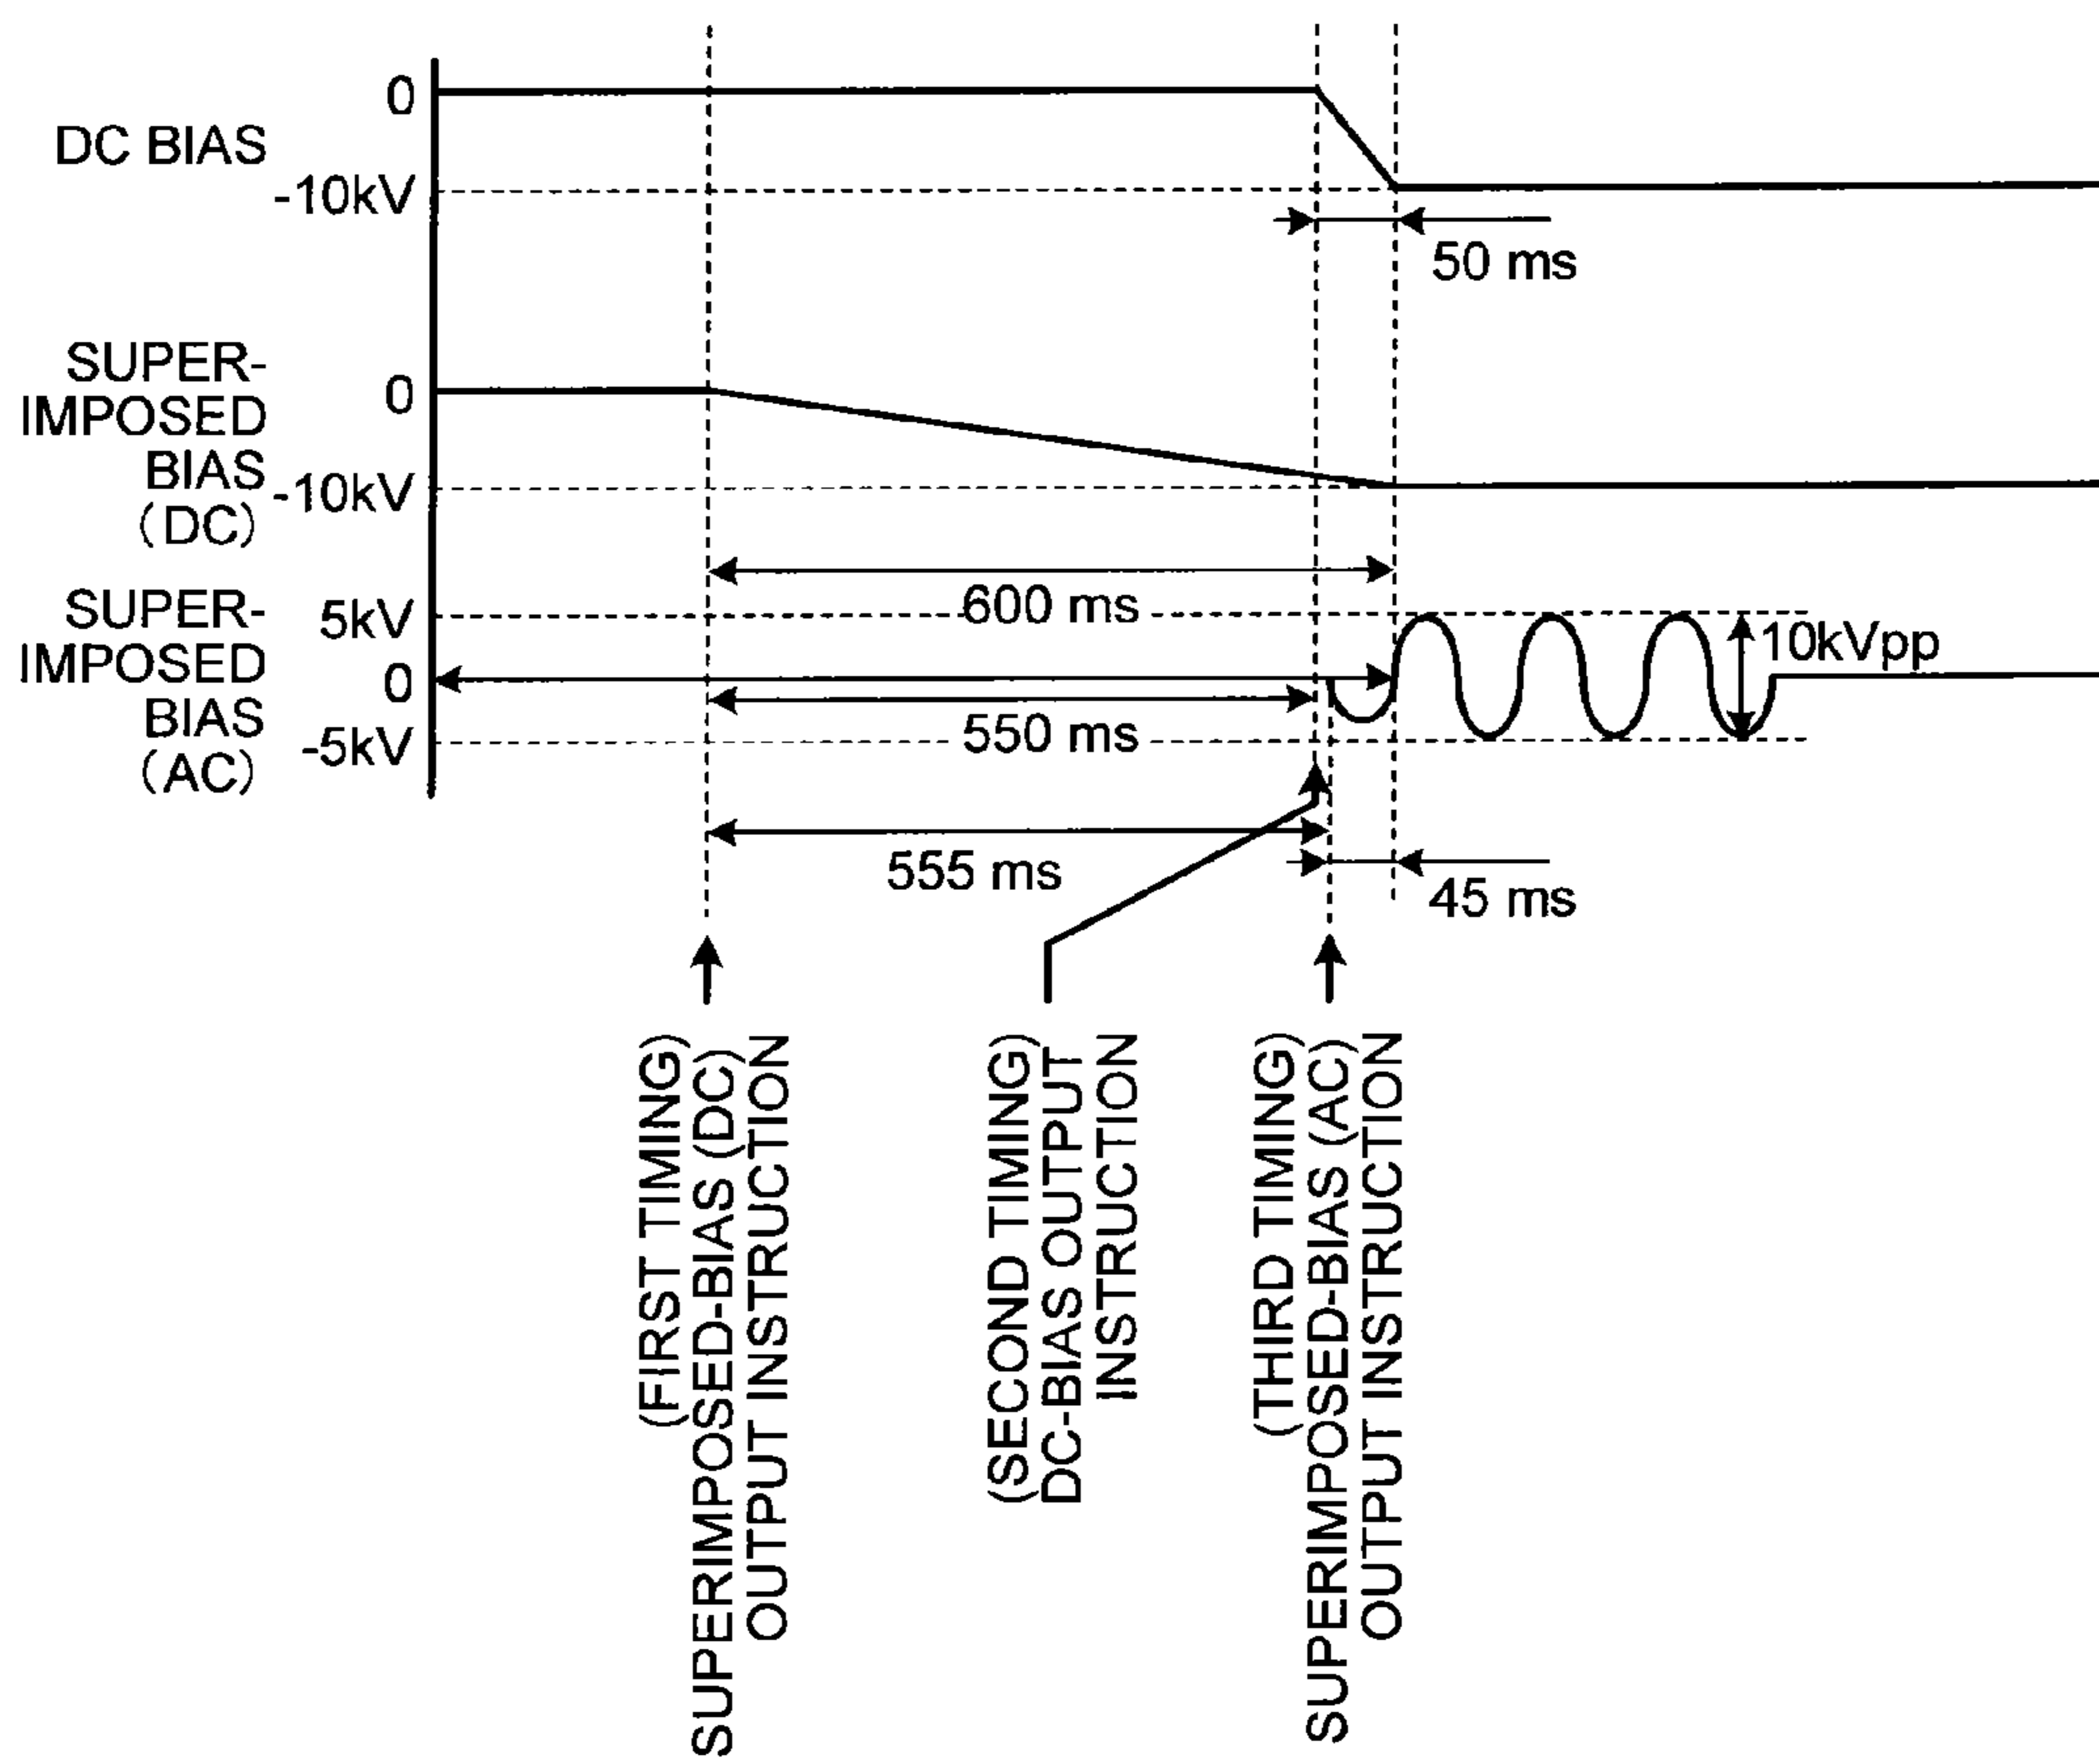 0
DC BIAS
-10kV
50 ms
SUPER-
IMPOSED
BIAS
(DC)
0
-10kV
600 ms
SUPER-
IMPOSED
BIAS
(AC)
5kV
0
-5kV
10kVpp
550 ms
555 ms
45 ms
(FIRST TIMING)
SUPERIMPOSED-BIAS (DC)
OUTPUT INSTRUCTION
(SECOND TIMING)
DC-BIAS OUTPUT
INSTRUCTION
(THIRD TIMING)
SUPERIMPOSED-BIAS (AC)
OUTPUT INSTRUCTION